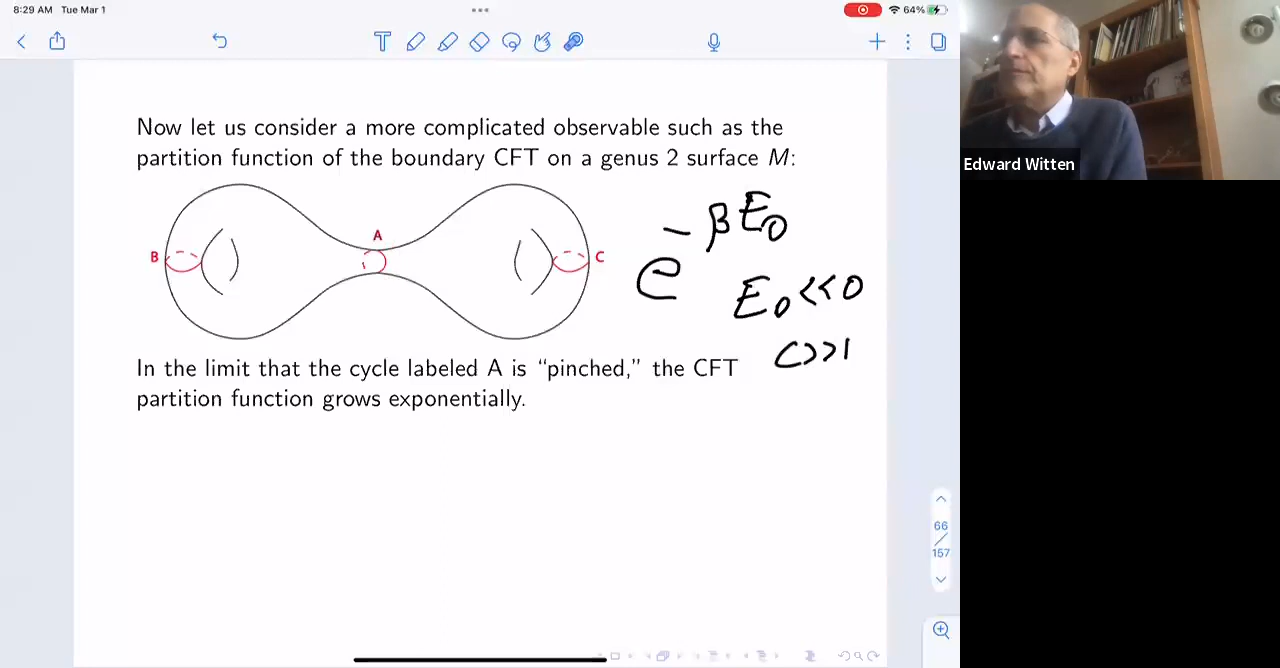 8:29 AM Tue Mar 1
64%
Now let us consider a more complicated observable such as the
partition function of the boundary CFT on a genus 2 surface M:
A
B
C
e^{-βE_0}
E_0 << 0
c >> 1
In the limit that the cycle labeled A is “pinched,” the CFT
partition function grows exponentially.
66
157
Edward Witten